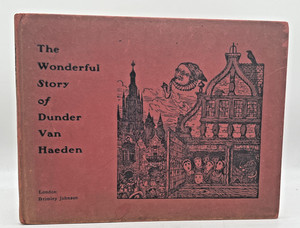 The
Wonderful
Story
of
Dunder
Van
Haeden
London
Brimley Johnson